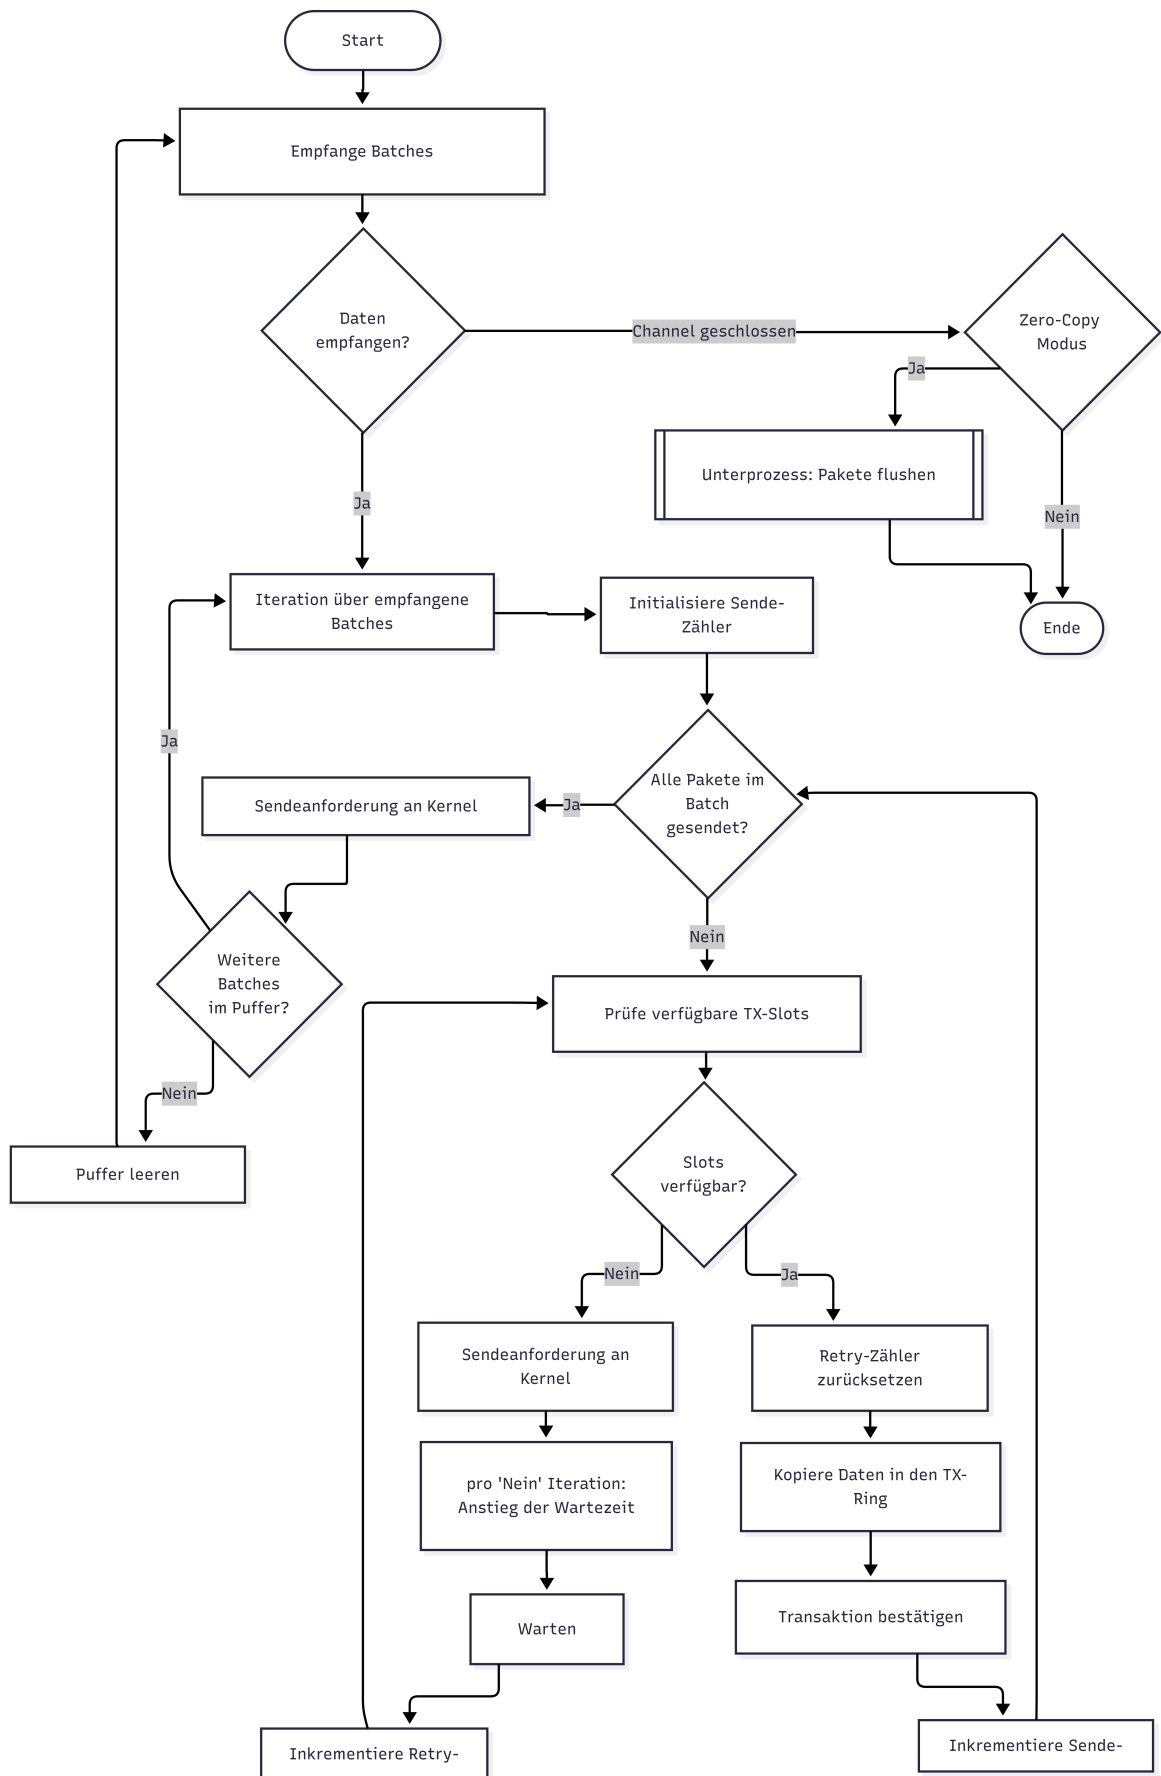 Start
Empfange Batches
Daten
empfangen?
Channel geschlossen
Zero-Copy
Modus
Ja
Unterprozess: Pakete flushen
Nein
Ende
Ja
Iteration über empfangene
Batches
Initialisiere Sende-
Zähler
Ja
Alle Pakete im
Batch
gesendet?
Ja
Sendeanforderung an Kernel
Nein
Weitere
Batches
im Puffer?
Nein
Puffer leeren
Prüfe verfügbare TX-Slots
Slots
verfügbar?
Nein
Ja
Sendeanforderung an
Kernel
Retry-Zähler
zurücksetzen
pro 'Nein' Iteration:
Anstieg der Wartezeit
Kopiere Daten in den TX-
Ring
Warten
Transaktion bestätigen
Inkrementiere Retry-
Inkrementiere Sende-